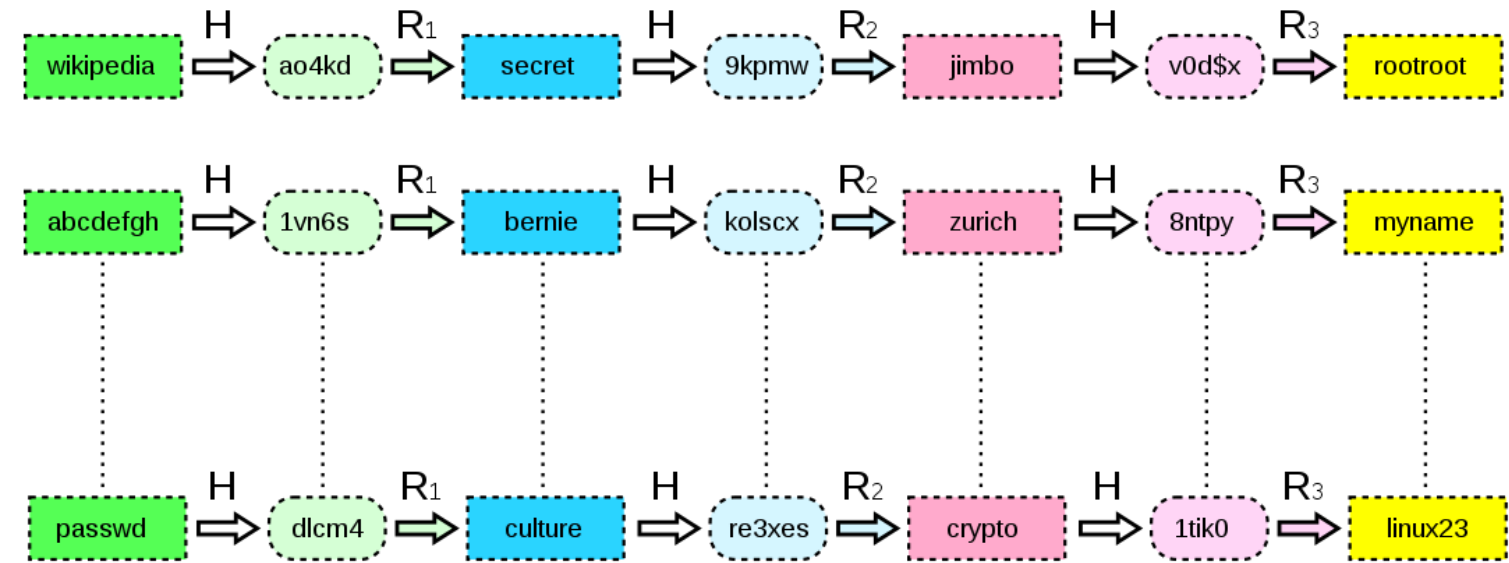 H R1 H R2 H R3
wikipedia ao4kd secret 9kpmw jimbo v0d$x rootroot
H R1 H R2 H R3
abcdefgh 1vn6s bernie kolscx zurich 8ntpy myname
H R1 H R2 H R3
passwd dlcm4 culture re3xes crypto 1tik0 linux23